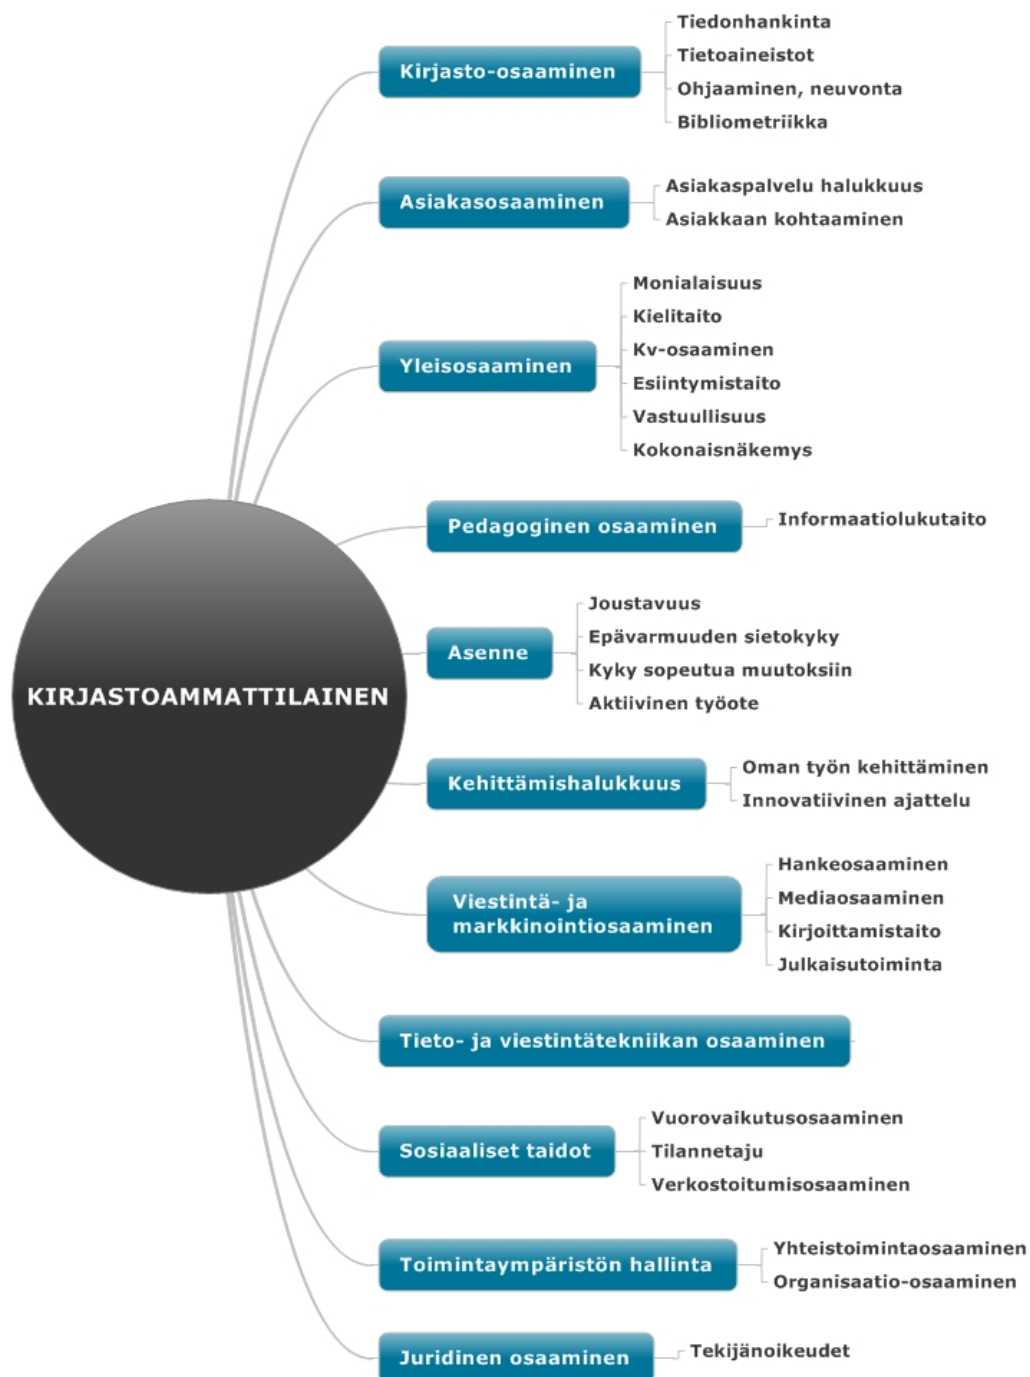 Kirjasto-osaaminen
Tiedonhankinta
Tietoaineistot
Ohjaaminen, neuvonta
Bibliometriikka
Asiakasosaaminen
Asiakaspalvelu halukkuus
Asiakkaan kohtaaminen
Yleisosaaminen
Monialaisuus
Kielitaito
Kv-osaaminen
Esiintymistaito
Vastuullisuus
Kokonaisnäkemys
Pedagoginen osaaminen
Informaatiolukutaito
Asenne
Joustavuus
Epävarmuuden sietokyky
Kyky sopeutua muutoksiin
Aktiivinen työote
KIRJASTOAMMATTILAINEN
Kehittämishalukkuus
Oman työn kehittäminen
Innovatiivinen ajattelu
Viestintä- ja
markkinointiosaaminen
Hankeosaaminen
Mediaosaaminen
Kirjoittamistaito
Julkaisutoiminta
Tieto- ja viestintätekniikan osaaminen
Sosiaaliset taidot
Vuorovaikutusosaaminen
Tilannetaju
Verkostoitumisosaaminen
Toimintaympäristön hallinta
Yhteistoimintaosaaminen
Organisaatio-osaaminen
Juridinen osaaminen
Tekijänoikeudet